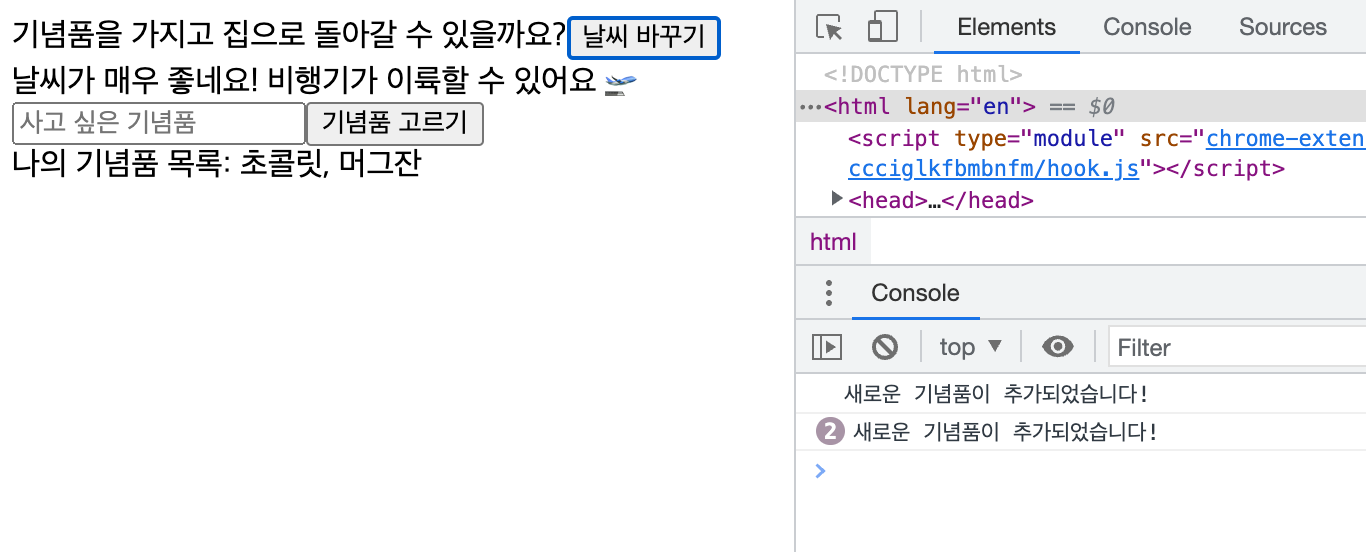 기념품을 가지고 집으로 돌아갈 수 있을까요? 날씨 바꾸기
날씨가 매우 좋네요! 비행기가 이륙할 수 있어요 🛫
사고 싶은 기념품 기념품 고르기
나의 기념품 목록: 초콜릿, 머그잔
Elements Console Sources
<!DOCTYPE html>
···<html lang="en"> == $0
<script type="module" src="chrome-exten
ccciglkfbmbnfm/hook.js"></script>
▶<head>…</head>
html
Console
top ▼ Filter
새로운 기념품이 추가되었습니다!
2 새로운 기념품이 추가되었습니다!
>